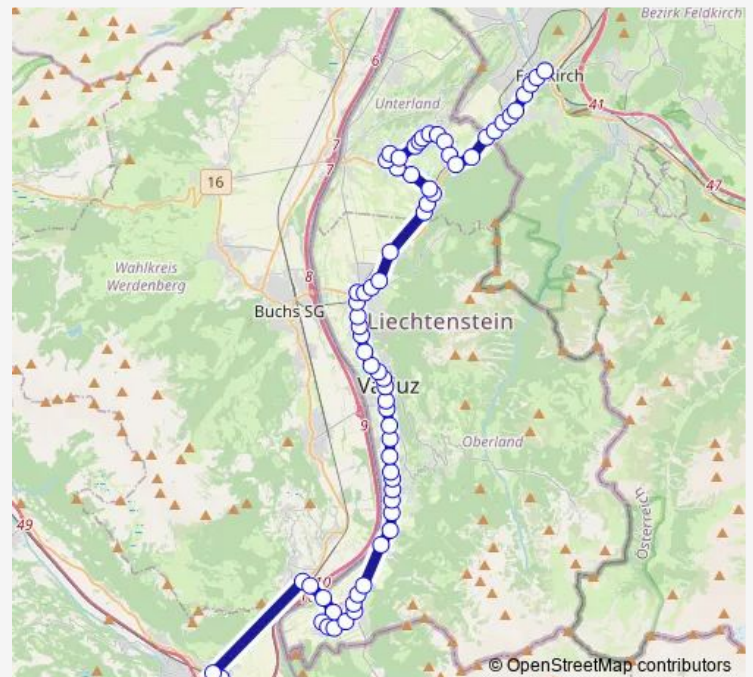 Bezirk Feldkirch
6
Feldkirch
41
Unterland
7
7
47
16
Wahlkreis
Werdenberg
8
Buchs SG
Liechtenstein
Vaduz
9
Oberland
49
Österreich
10
© OpenStreetMap contributors